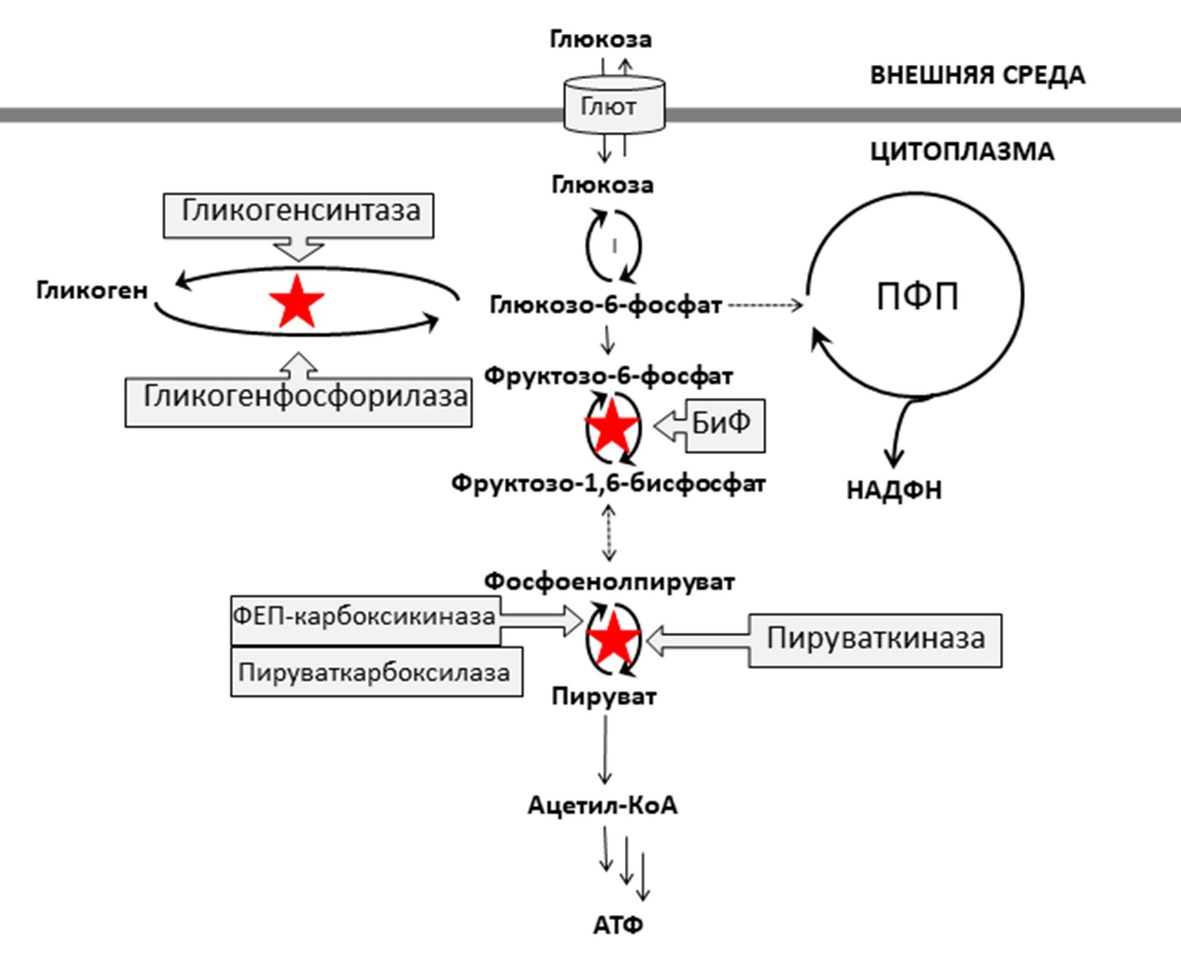 Глюкоза
ВНЕШНЯЯ СРЕДА
Глют
ЦИТОПЛАЗМА
Глюкоза
Гликогенсинтаза
I
Гликоген
Глюкозо-6-фосфат
ПФП
Фруктозо-6-фосфат
Гликогенфосфорилаза
БиФ
Фруктозо-1,6-бисфосфат
НАДФН
Фосфоенолпируват
ФЕП-карбоксикиназа
Пируваткиназа
Пируваткарбоксилаза
Пируват
Ацетил-КоА
АТФ